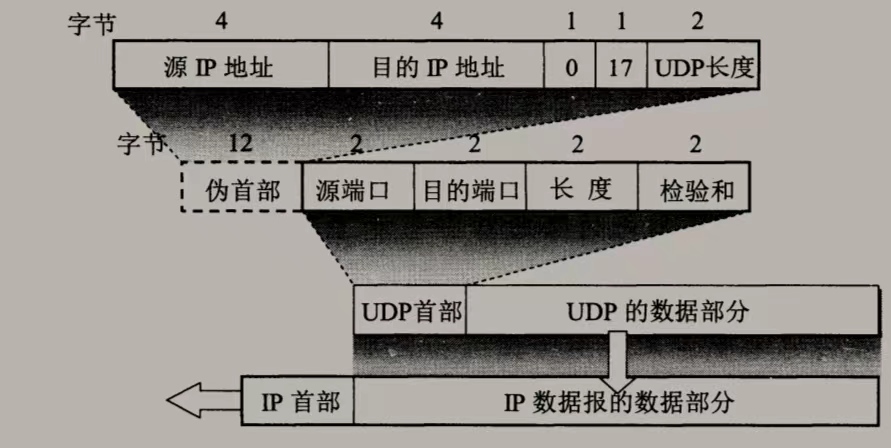 字节 4 4 1 1 2
源 IP 地址 目的 IP 地址 0 17 UDP长度
字节 12 2 2 2 2
伪首部 源端口 目的端口 长 度 检验和
UDP首部 UDP 的数据部分
IP 首部 IP 数据报的数据部分